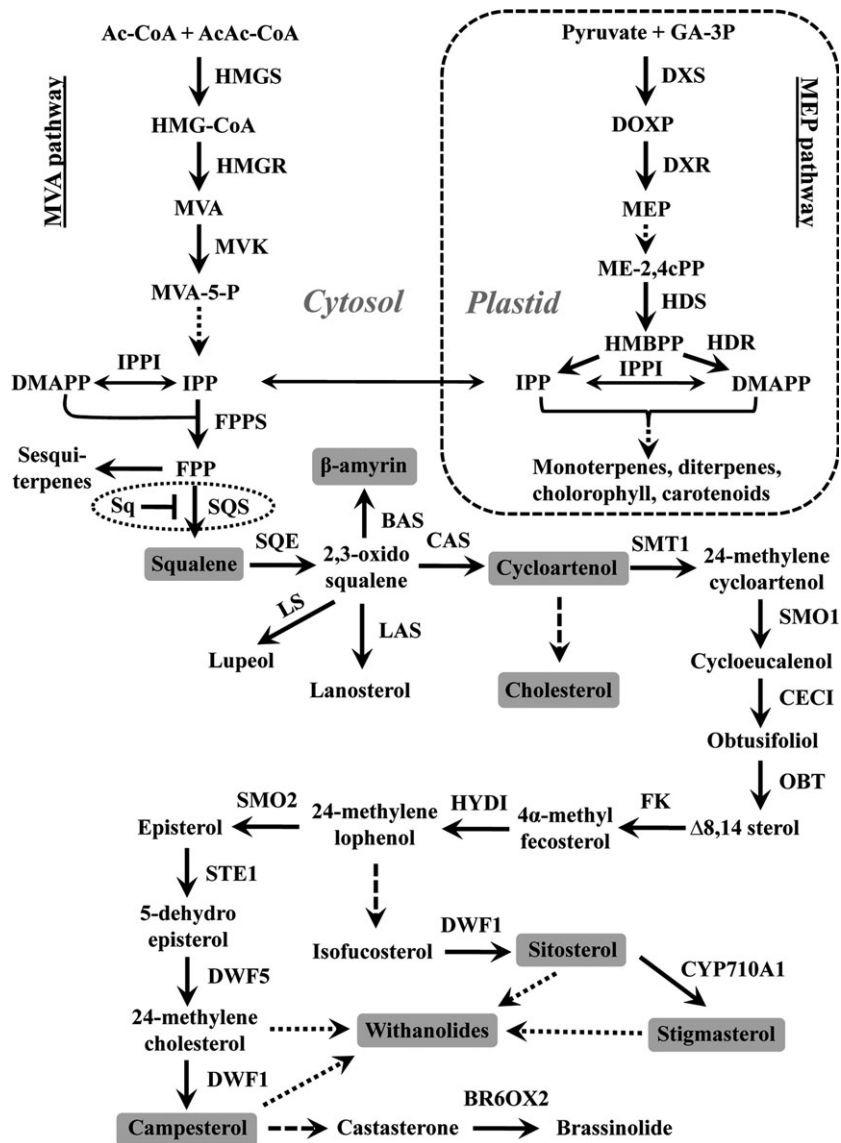 Ac-CoA + AcAc-CoA
HMGS
HMG-CoA
HMGR
MVA
MVK
MVA-5-P
MVA pathway
Pyruvate + GA-3P
DXS
DOXP
DXR
MEP
ME-2,4cPP
HDS
HMBPP
HDR
IPPI
IPP
DMAPP
MEP pathway
Cytosol
Plastid
Monoterpenes, diterpenes,
cholorophyll, carotenoids
IPPI
DMAPP
IPP
FPPS
Sesqui-
terpenes
FPP
Sq
SQS
β-amyrin
BAS
Squalene
SQE
2,3-oxido
squalene
CAS
Cycloartenol
SMT1
24-methylene
cycloartenol
LS
LAS
Lupeol
Lanosterol
Cholesterol
SMO1
Cycloeucalenol
CECI
Obtusifoliol
OBT
Δ8,14 sterol
FK
4α-methyl
fecosterol
HYDI
24-methylene
lophenol
SMO2
Episterol
STE1
5-dehydro
episterol
Isofucosterol
DWF1
Sitosterol
CYP710A1
DWF5
24-methylene
cholesterol
Withanolides
Stigmasterol
DWF1
Campesterol
Castasterone
BR6OX2
Brassinolide